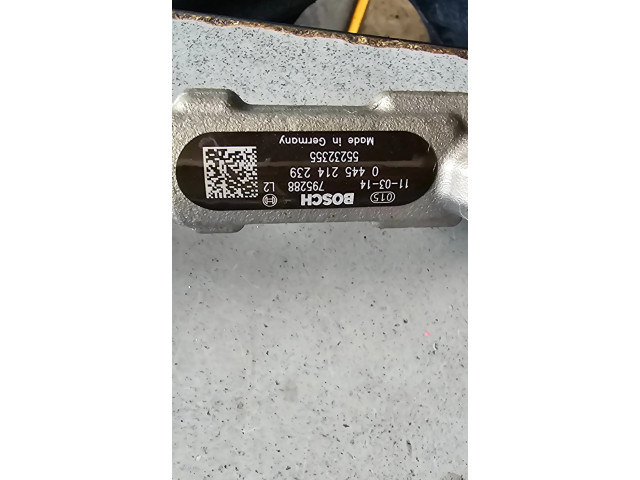 015 BOSCH
11-03-14 795288 L2
0 445 214 239
55232355
Made in Germany